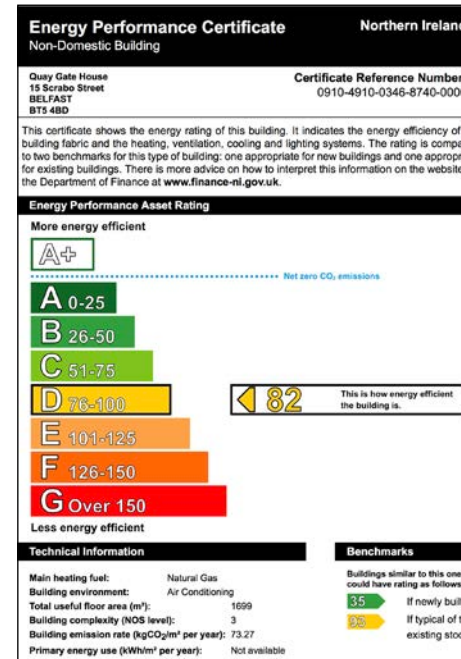 Energy Performance Certificate
Northern Ireland
Non-Domestic Building
Quay Gate House
15 Scrabo Street
BELFAST
BT5 4BD
Certificate Reference Number
0910-4910-0346-8740-000
This certificate shows the energy rating of this building. It indicates the energy efficiency of
building fabric and the heating, ventilation, cooling and lighting systems. The rating is compa
to two benchmarks for this type of building: one appropriate for new buildings and one appropr
for existing buildings. There is more advice on how to interpret this information on the website
the Department of Finance at www.finance-ni.gov.uk.
Energy Performance Asset Rating
More energy efficient
A+
Net zero CO₂ emissions
A 0-25
B 26-50
C 51-75
D 76-100
82
This is how energy efficient
the building is.
E 101-125
F 126-150
G Over 150
Less energy efficient
Technical Information
Main heating fuel: Natural Gas
Building environment: Air Conditioning
Total useful floor area (m²): 1699
Building complexity (NOS level): 3
Building emission rate (kgCO₂/m² per year): 73.27
Primary energy use (kWh/m² per year): Not available
Benchmarks
Buildings similar to this one
could have rating as follows
35 If newly buil
93 If typical of t
existing stoc